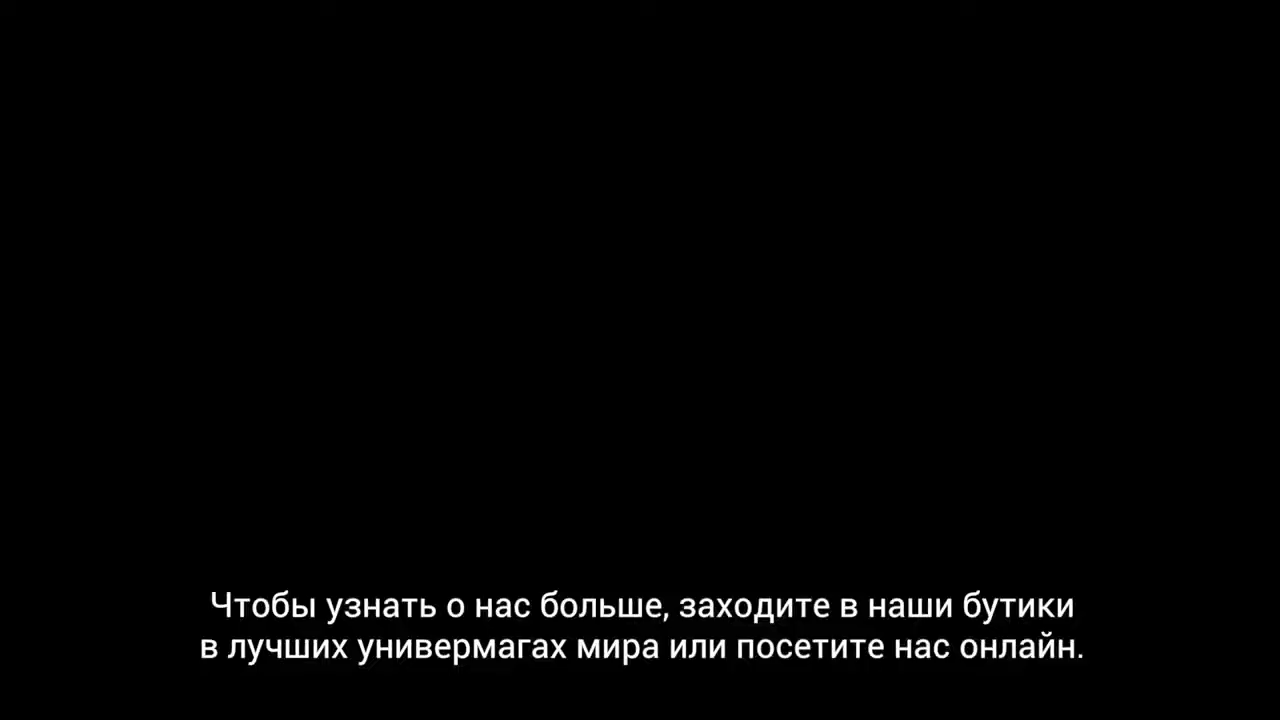 Чтобы узнать о нас больше, заходите в наши бутики
в лучших универмагах мира или посетите нас онлайн.